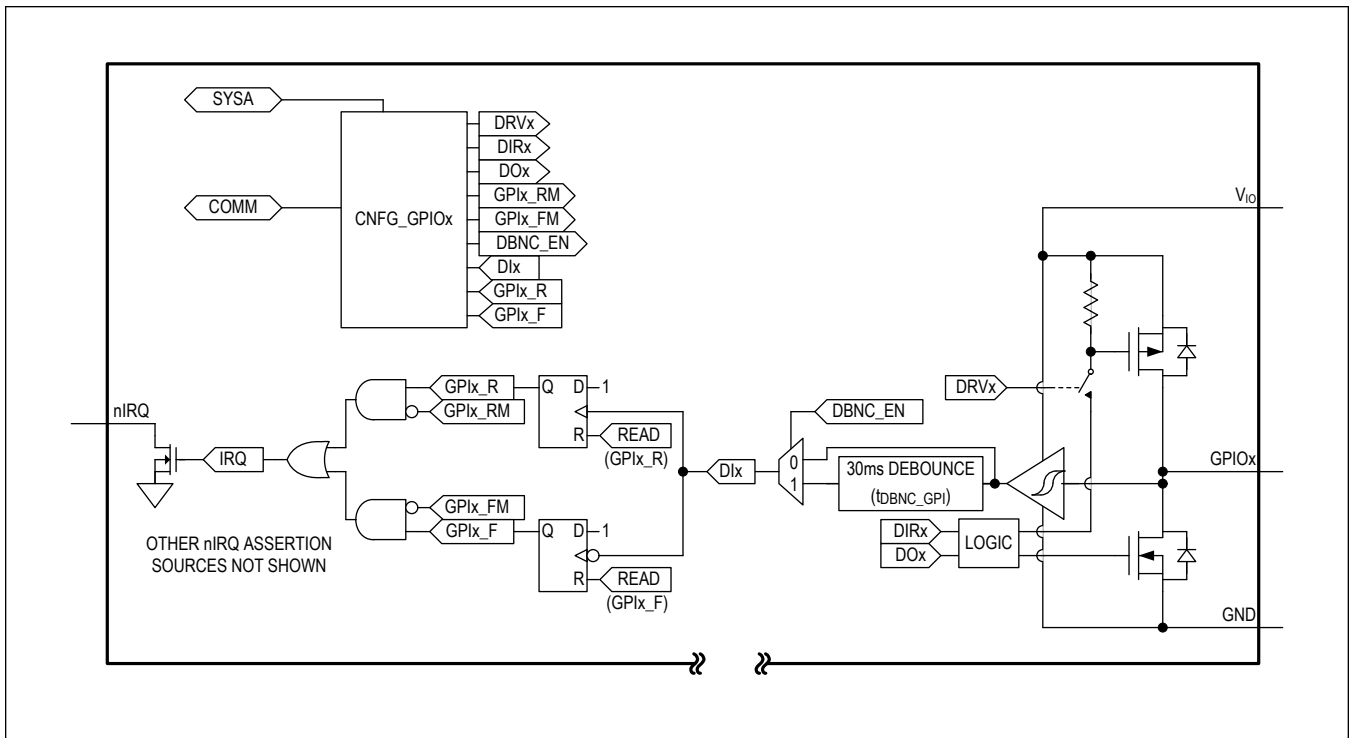 SYSA
COMM
CNFG_GPIOx
DRVx
DIRx
DOx
GPIx_RM
GPIx_FM
DBNC_EN
DIx
GPIx_R
GPIx_F
VIO
nIRQ
IRQ
GPIx_R
GPIx_RM
Q D 1
R READ
(GPIx_R)
GPIx_FM
GPIx_F
Q D 1
R READ
(GPIx_F)
OTHER nIRQ ASSERTION
SOURCES NOT SHOWN
DIx
DBNC_EN
0
1
30ms DEBOUNCE
(tDBNC_GPI)
DRVx
DIRx
DOx
LOGIC
GPIOx
GND